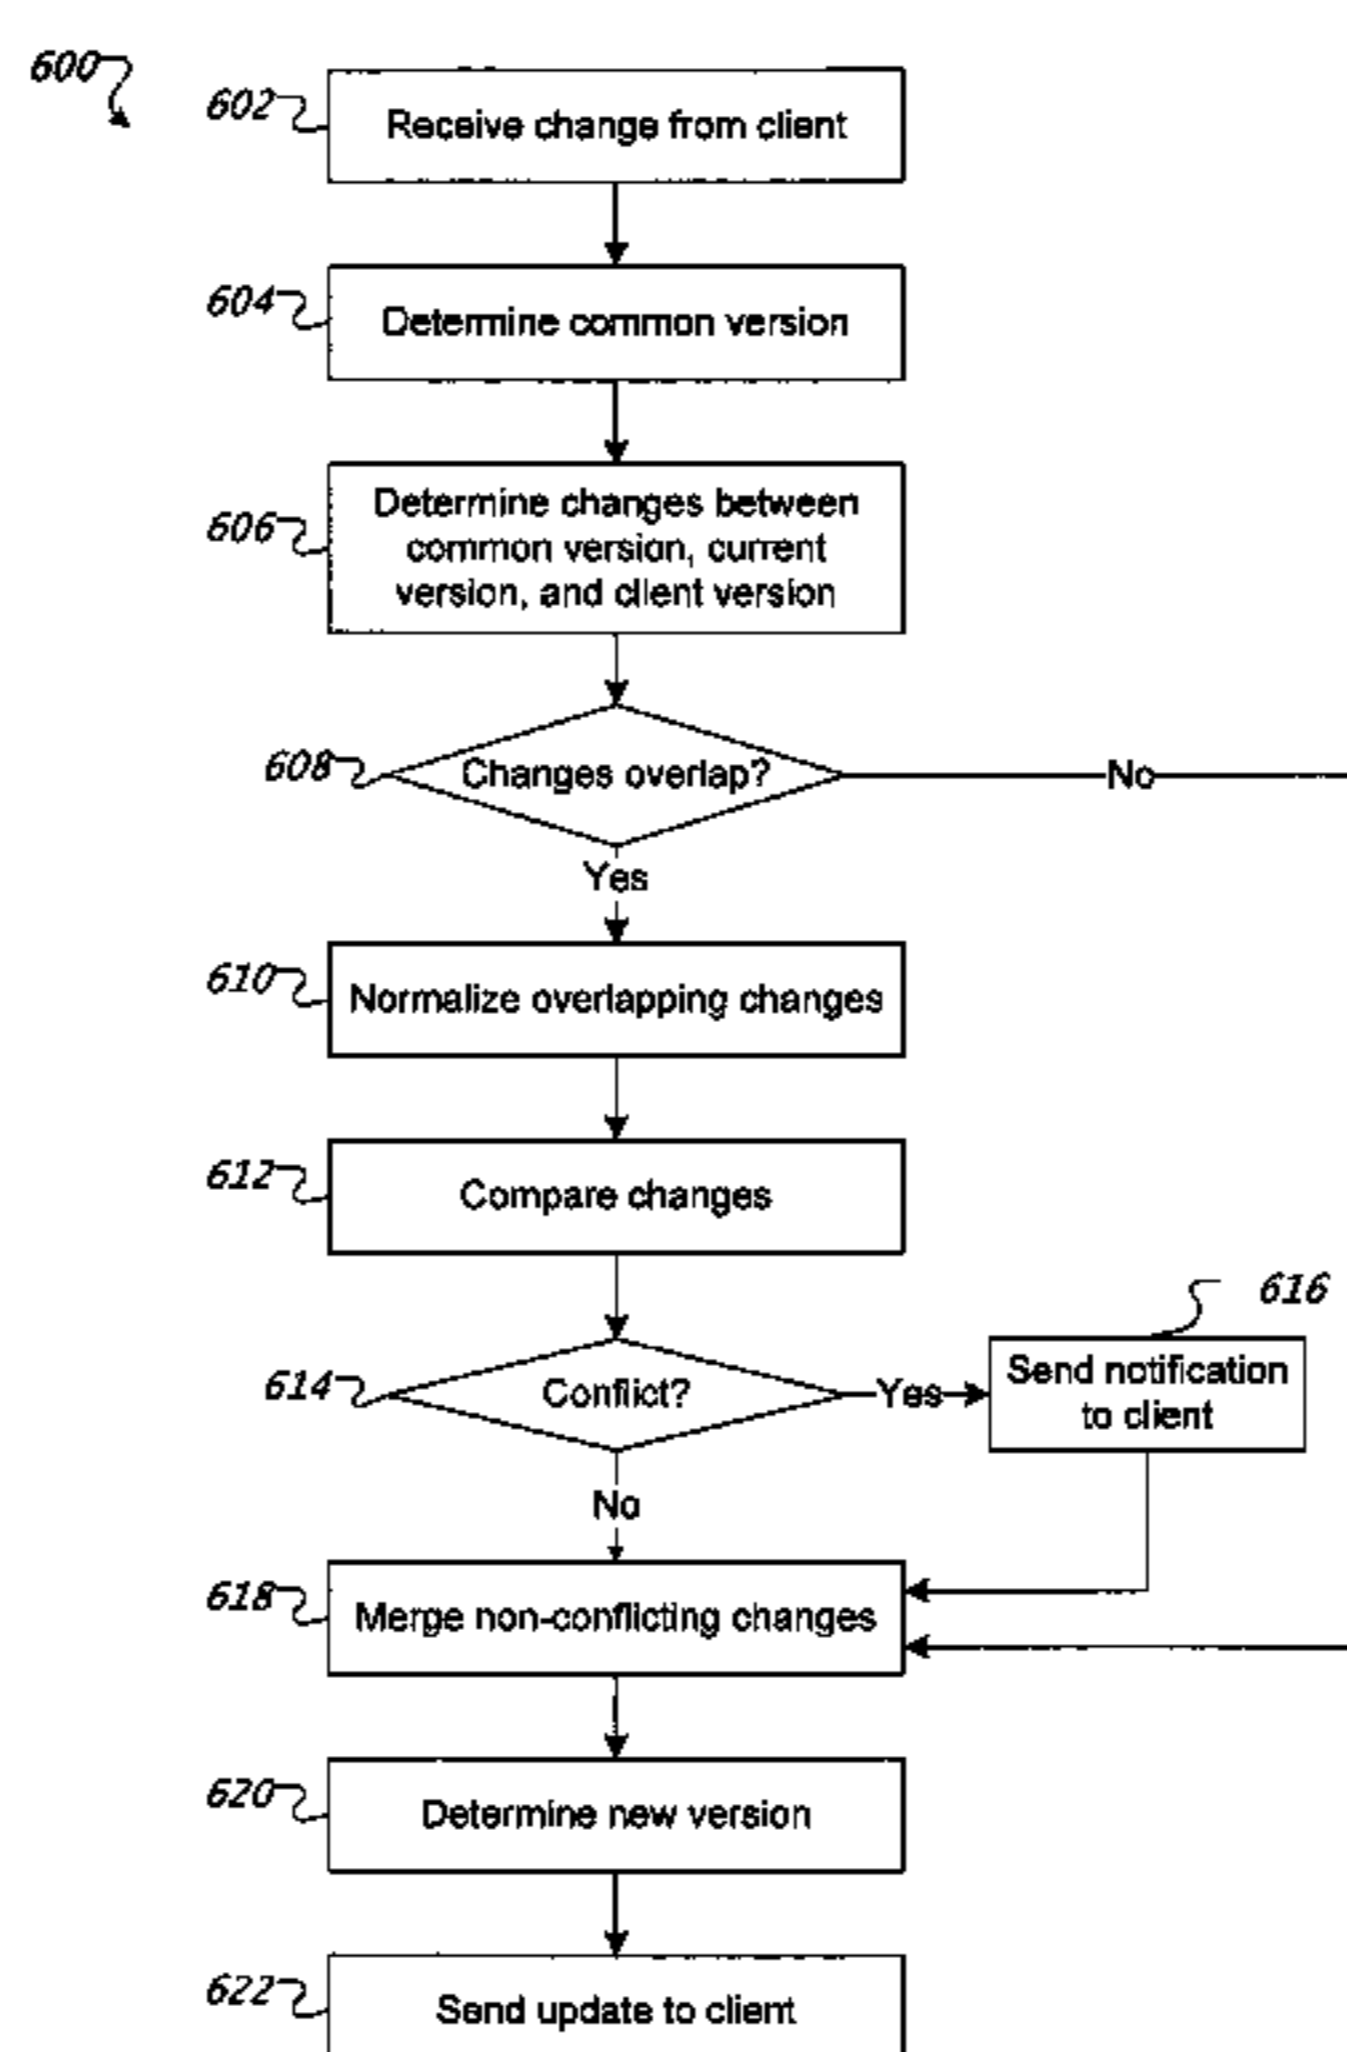 600
602
Receive change from client
604
Determine common version
606
Determine changes between
common version, current
version, and client version
608
Changes overlap?
No
Yes
610
Normalize overlapping changes
612
Compare changes
616
614
Conflict?
Yes
Send notification
to client
No
618
Merge non-conflicting changes
620
Determine new version
622
Send update to client